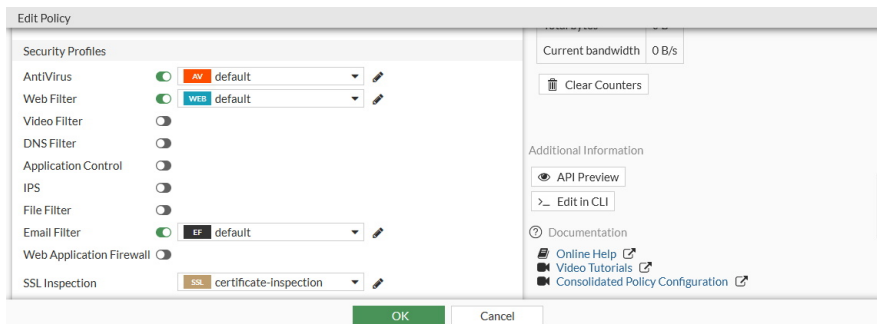 Edit Policy
Security Profiles
AntiVirus AV default
Web Filter WEB default
Video Filter
DNS Filter
Application Control
IPS
File Filter
Email Filter EF default
Web Application Firewall
SSL Inspection SSL certificate-inspection
Current bandwidth 0 B/s
Clear Counters
Additional Information
API Preview
>_ Edit in CLI
Documentation
Online Help
Video Tutorials
Consolidated Policy Configuration
OK Cancel